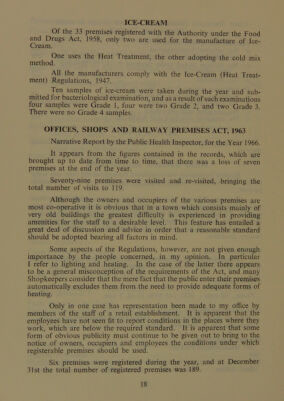 ICE-CREAM
Of the 33 premises registered with the Authority under the Food
and Drugs Act, 1958, only two are used for the manufacture of Ice-
Cream.
One uses the Heat Treatment, the other adopting the cold mix
method.
All the manufacturers comply with the Ice-Cream (Heat Treat-
ment) Regulations, 1947.
Ten samples of ice-cream were taken during the year and sub-
mitted for bacteriological examination, and as a result of such examinations
four samples were Grade 1, four were two Grade 2, and two Grade 3.
There were no Grade 4 samples.
OFFICES, SHOPS AND RAILWAY PREMISES ACT, 1963
Narrative Report by the Public Health Inspector, for the Year 1966.
It appears from the figures contained in the records, which are
brought up to date from time to time, that there was a loss of seven
premises at the end of the year.
Seventy-nine premises were visited and re-visited, bringing the
total number of visits to 119.
Although the owners and occupiers of the various premises are
most co-operative it is obvious that in a town which consists mainly of
very old buildings the greatest difficulty is experienced in providing
amenities for the staff to a desirable level. This feature has entailed a
great deal of discussion and advice in order that a reasonable standard
should be adopted bearing all factors in mind.
Some aspects of the Regulations, however, are not given enough
importance by the people concerned, in my opinion. In particular
I refer to lighting and heating. In the case of the latter there appears
to be a general misconception of the requirements of the Act, and many
Shopkeepers consider that the mere fact that the public enter their premises
automatically excludes them from the need to provide adequate forms of
heating.
Only in one case has representation been made to my office by
members of the staff of a retail establishment. It is apparent that the
employees have not seen fit to report conditions in the places where they
work, which are below the required standard. It is apparent that some
form of obvious publicity must continue to be given out to bring to the
notice of owners, occupiers and employees the conditions under which
registerable premises should be used.
Six premises were registered during the year, and at December
31st the total number of registered premises was 189.
18